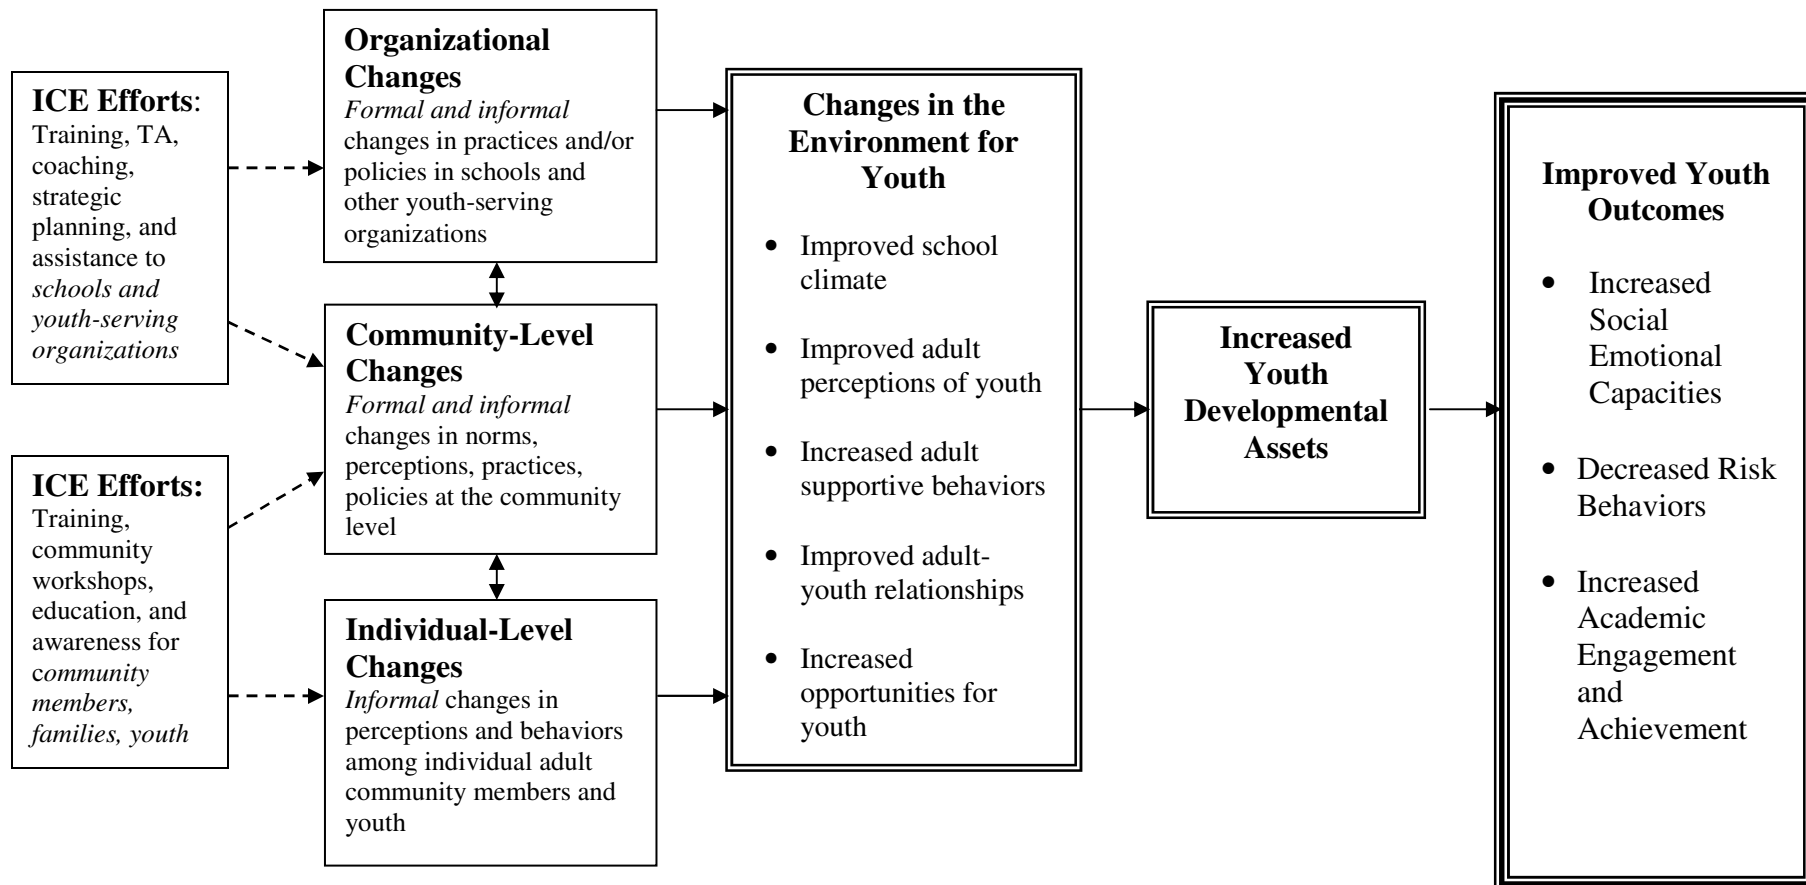 ICE Efforts:
Training, TA,
coaching,
strategic
planning, and
assistance to
schools and
youth-serving
organizations
ICE Efforts:
Training,
community
workshops,
education, and
awareness for
community
members,
families, youth
Organizational
Changes
Formal and informal
changes in practices and/or
policies in schools and
other youth-serving
organizations
Community-Level
Changes
Formal and informal
changes in norms,
perceptions, practices,
policies at the community
level
Individual-Level
Changes
Informal changes in
perceptions and behaviors
among individual adult
community members and
youth
Changes in the
Environment for
Youth
• Improved school
climate
• Improved adult
perceptions of youth
• Increased adult
supportive behaviors
• Improved adult-
youth relationships
• Increased
opportunities for
youth
Increased
Youth
Developmental
Assets
Improved Youth
Outcomes
• Increased
Social
Emotional
Capacities
• Decreased Risk
Behaviors
• Increased
Academic
Engagement
and
Achievement